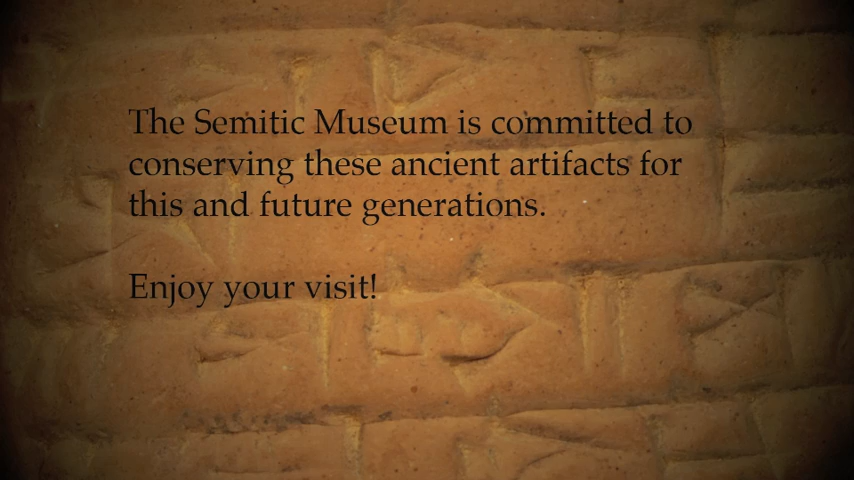 The Semitic Museum is committed to
conserving these ancient artifacts for
this and future generations.
Enjoy your visit!